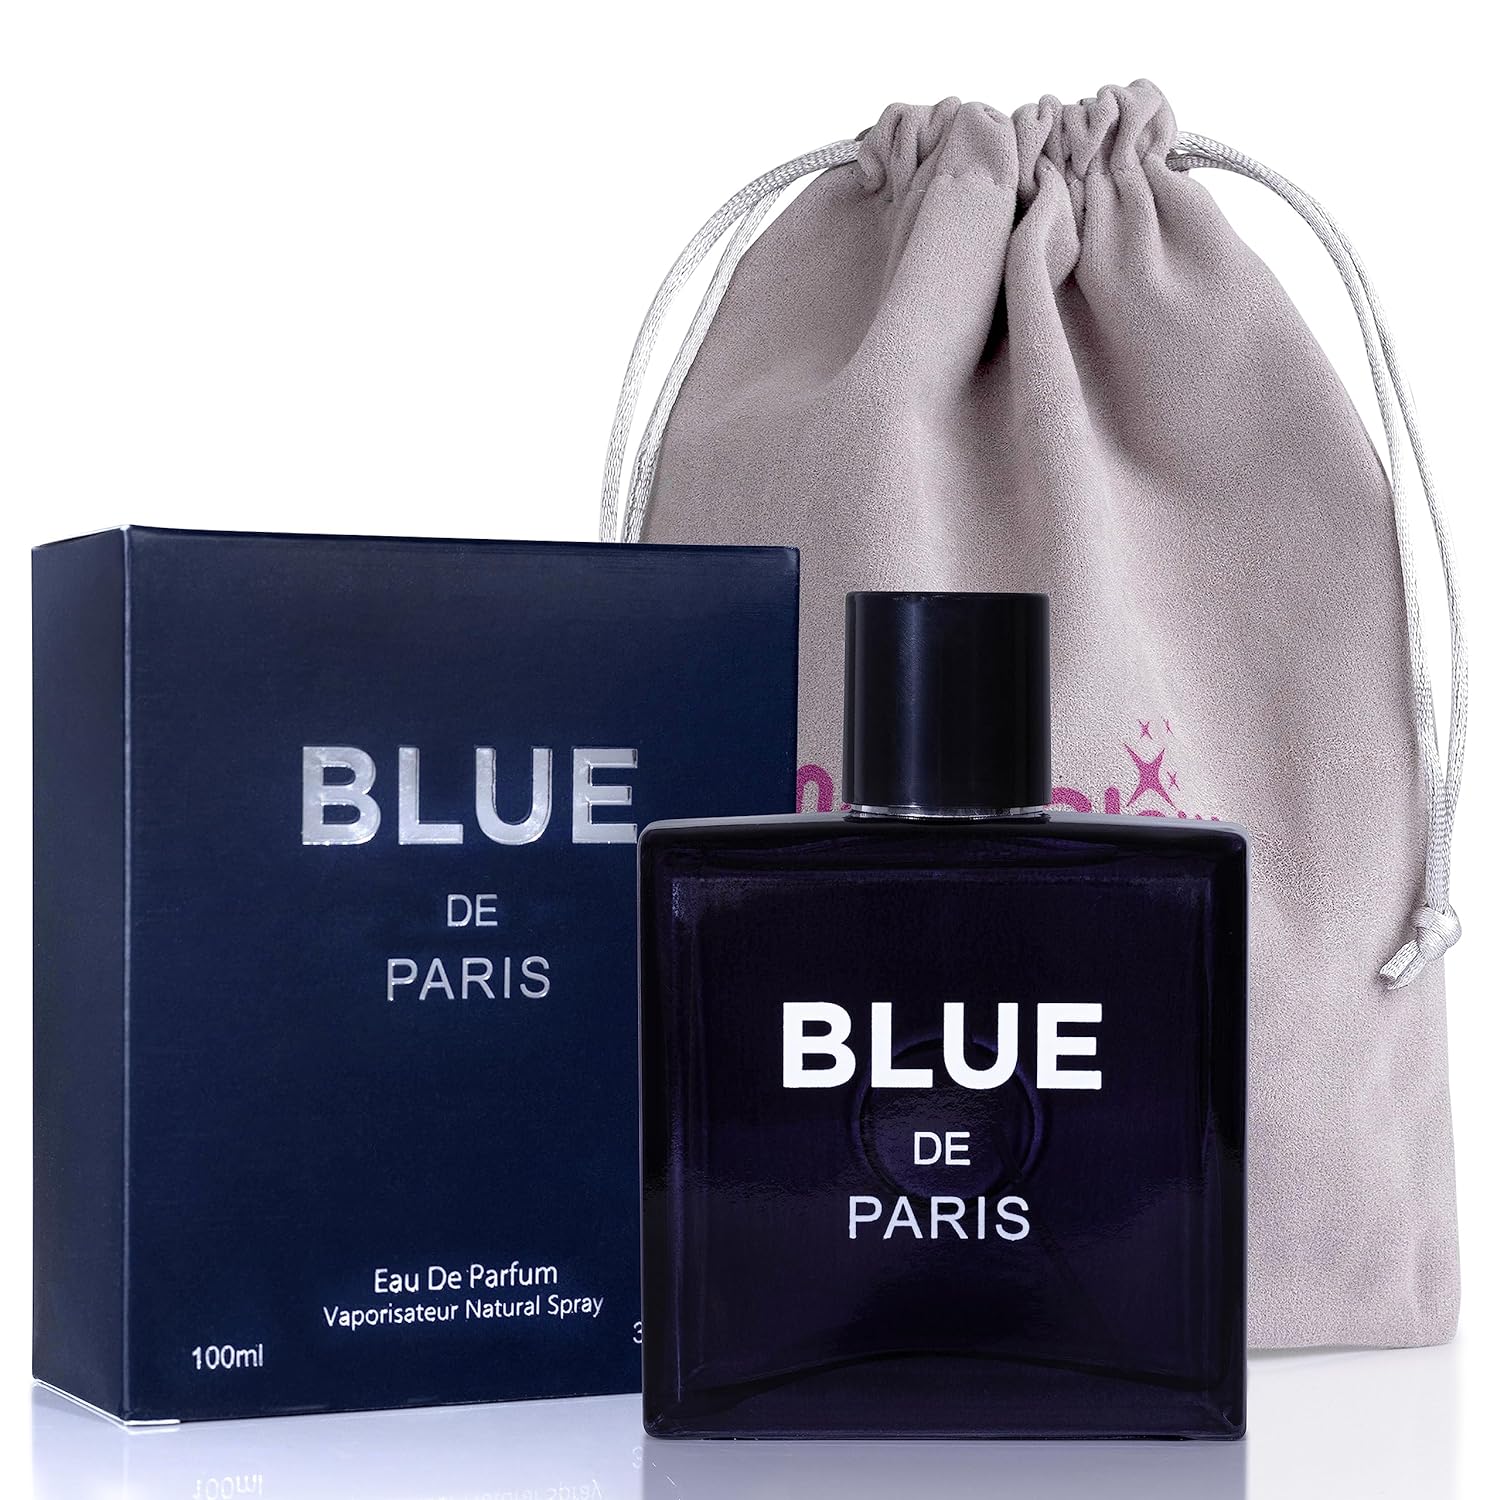 BLUE
DE
PARIS
Eau De Parfum
Vaporisateur Natural Spray
100ml
BLUE
DE
PARIS